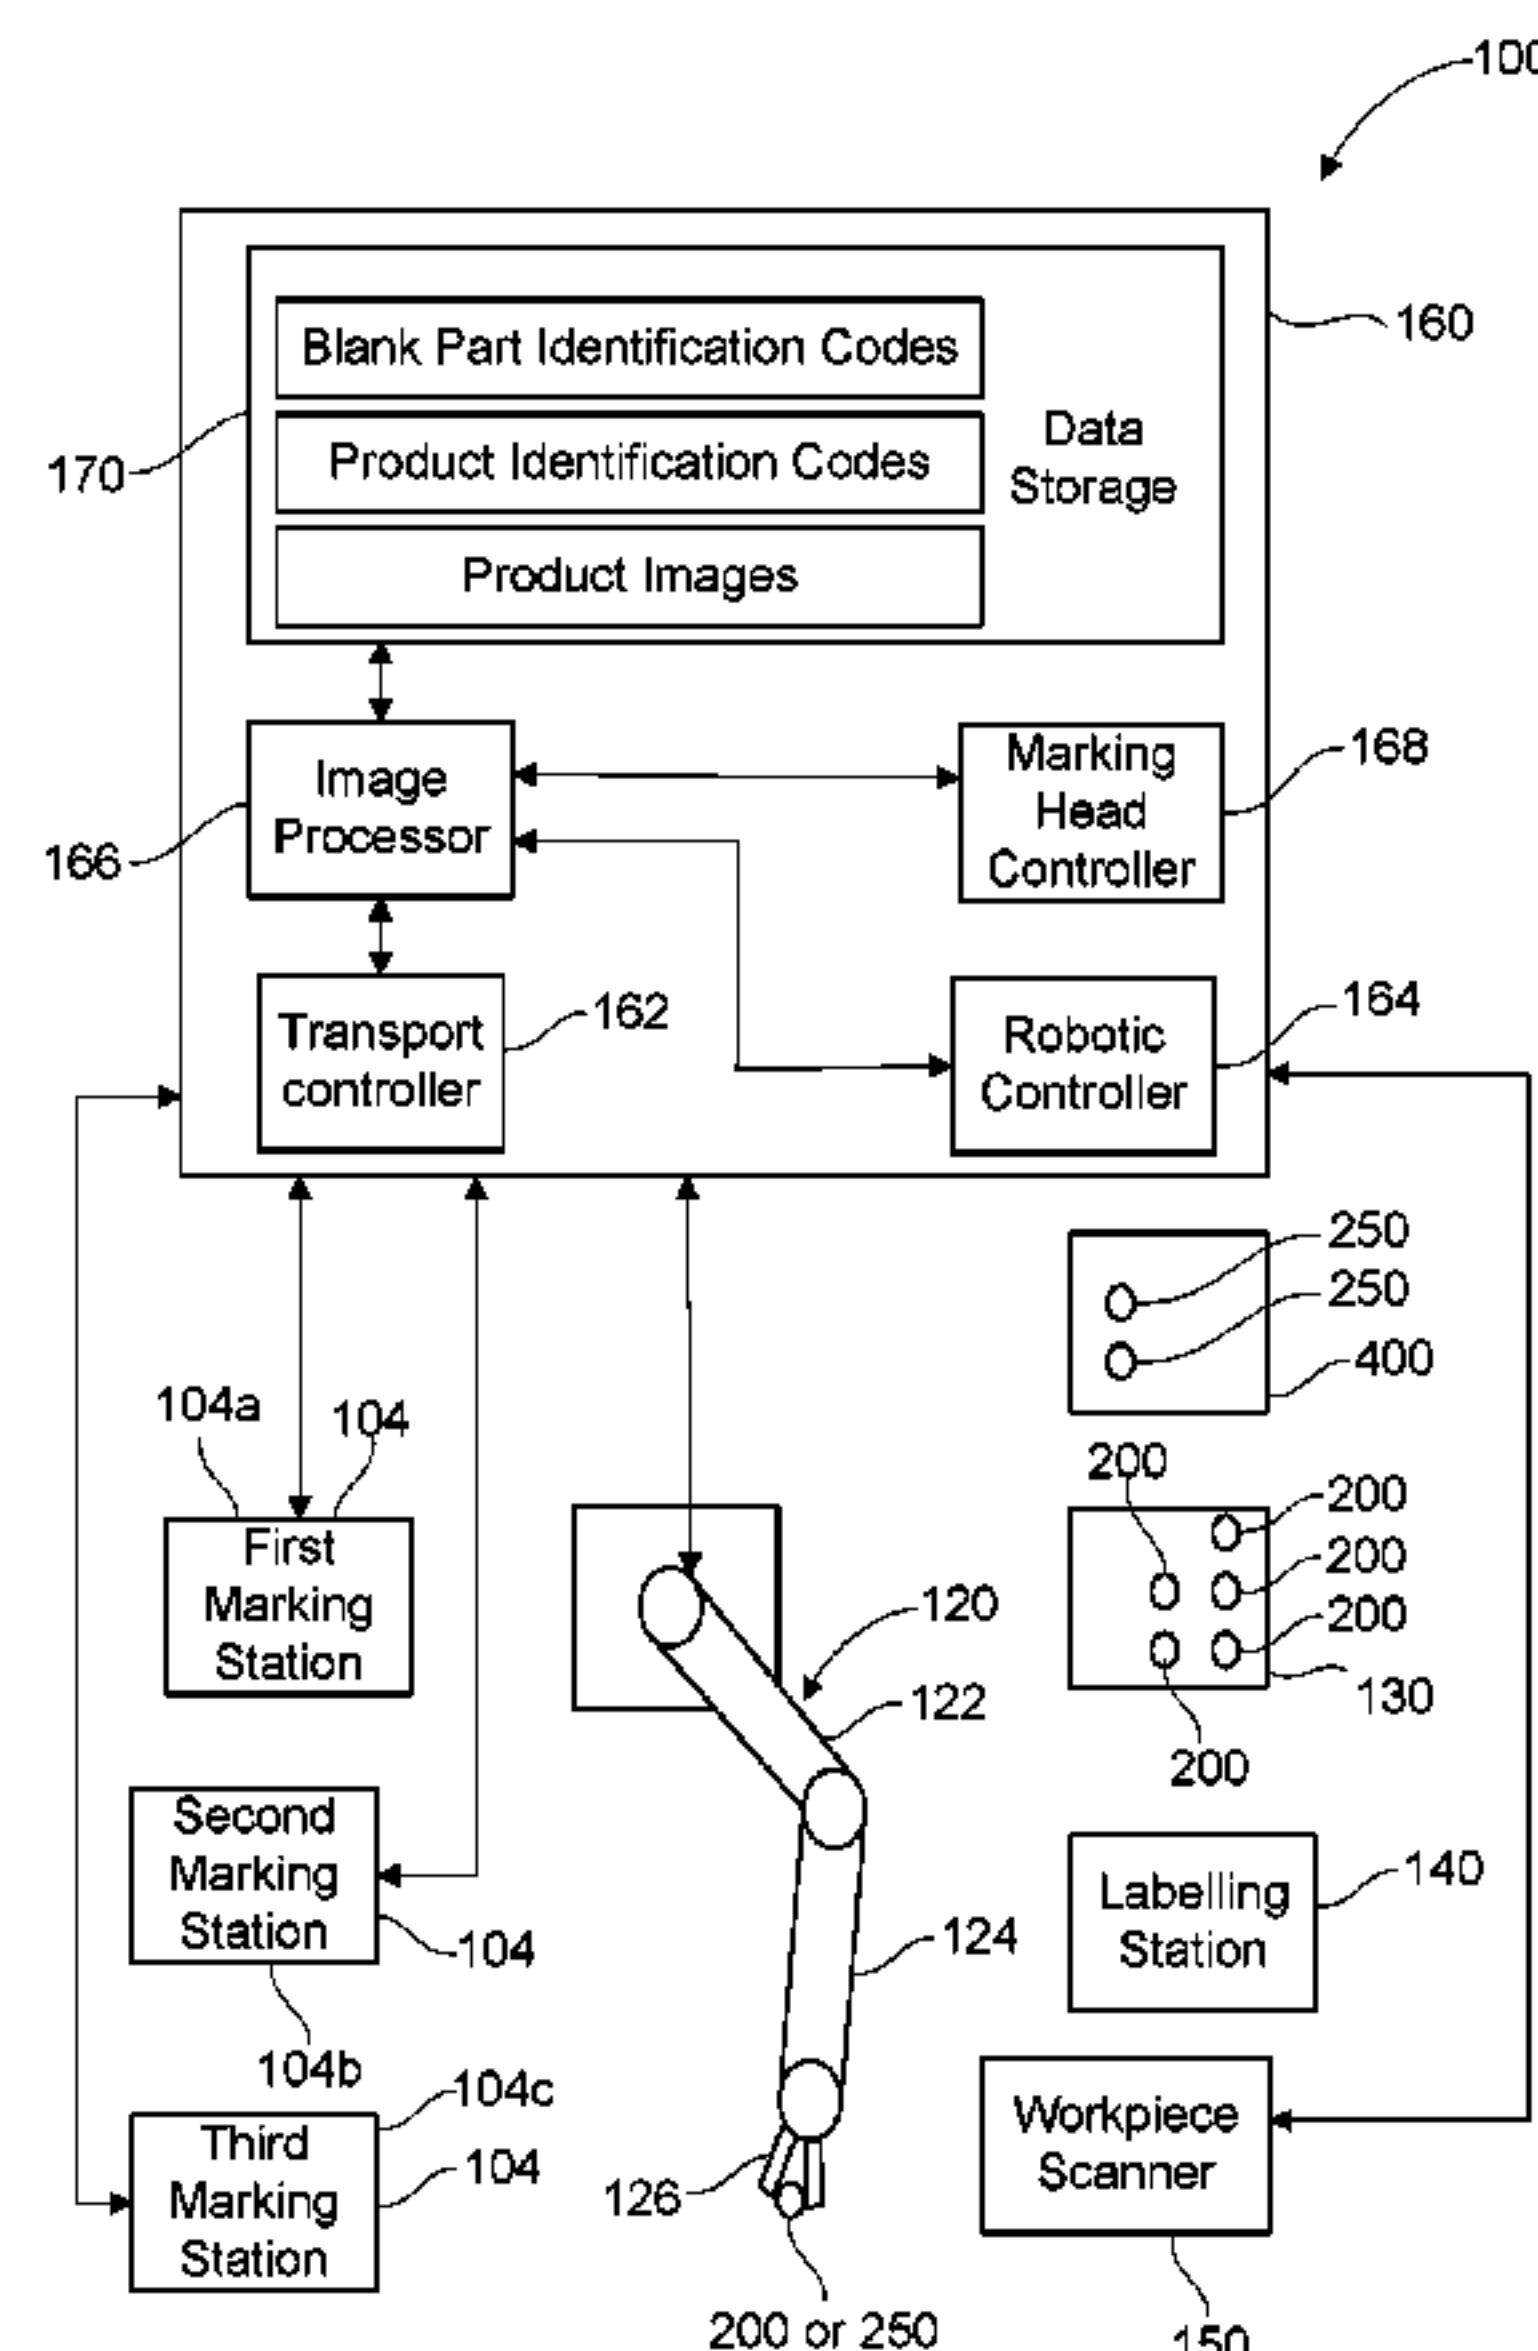 100
160
Blank Part Identification Codes
Product Identification Codes
Product Images
Data
Storage
170
Image
Processor
166
Marking
Head
Controller
168
Transport
controller
162
Robotic
Controller
164
250
250
400
104a
104
First
Marking
Station
200
200
200
200
130
200
120
122
Second
Marking
Station
104
104b
124
Labelling
Station
140
104c
Third
Marking
Station
104
126
200 or 250
Workpiece
Scanner
150